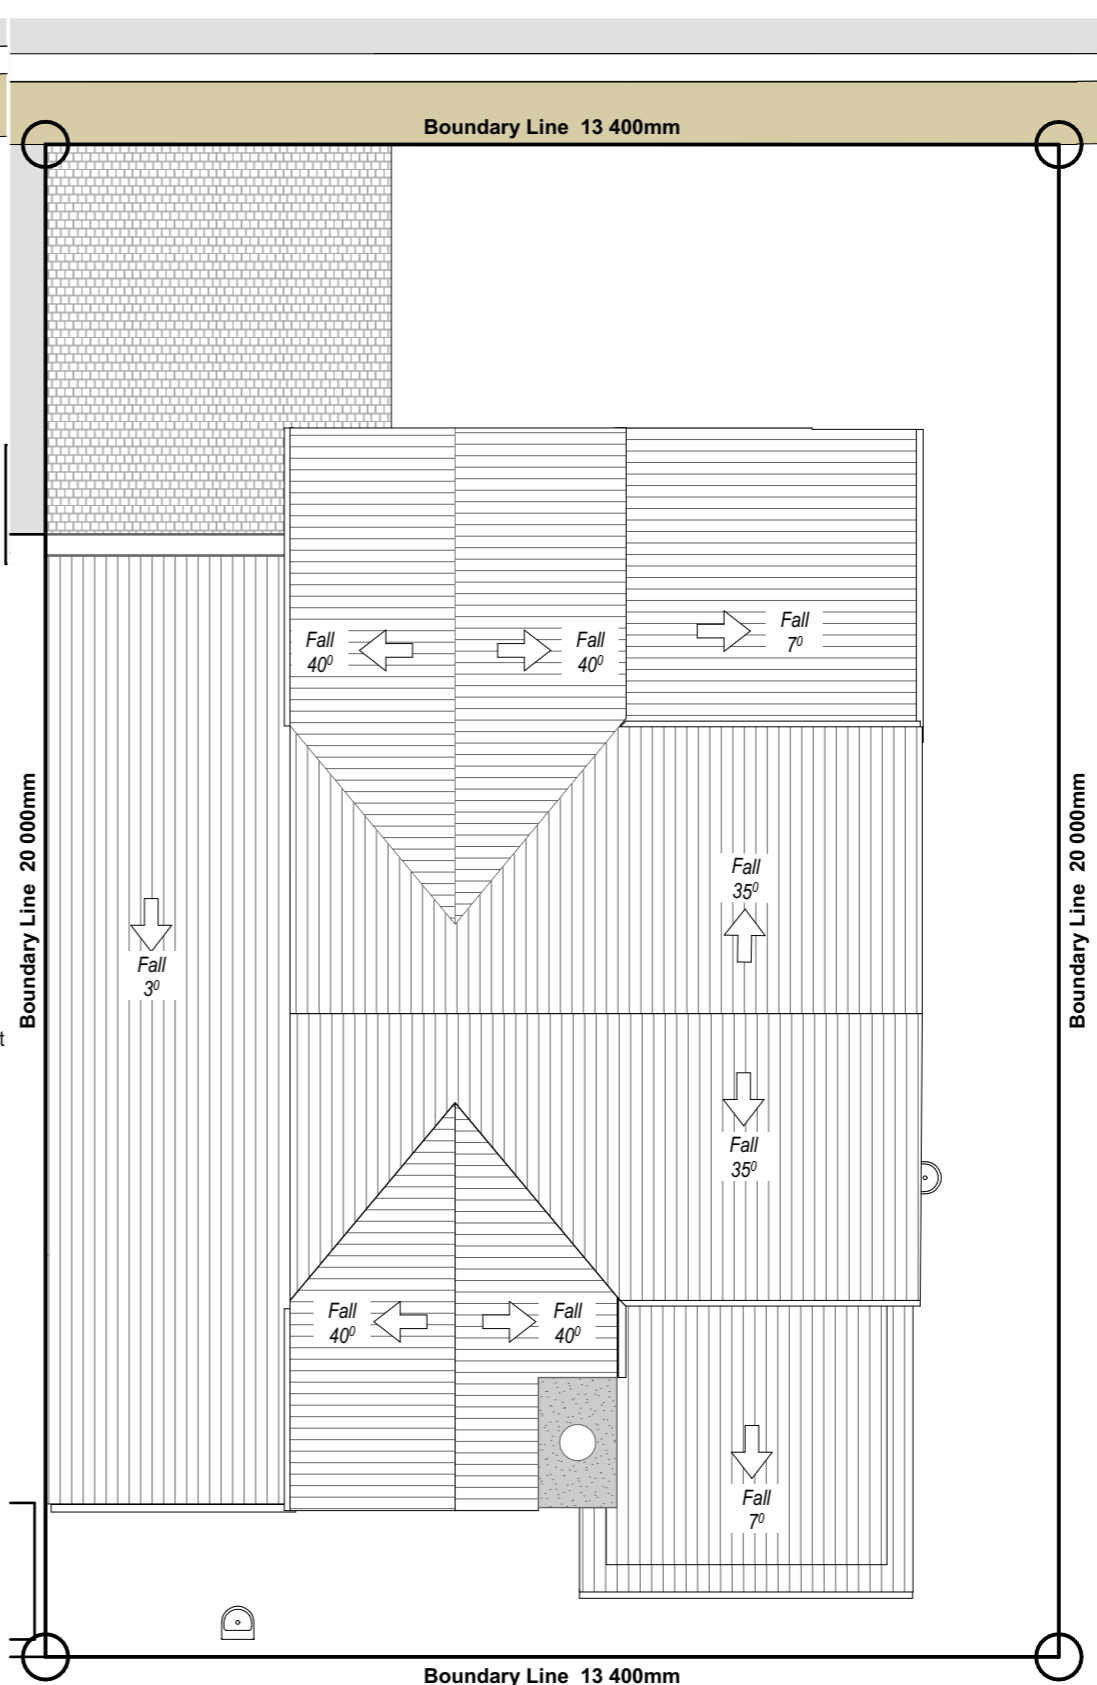 Boundary Line 13 400mm
Fall
7⁰
Fall
40⁰
Fall
40⁰
Boundary Line 20 000mm
Boundary Line 20 000mm
Fall
35⁰
Fall
3⁰
t
Fall
35⁰
Fall
40⁰
Fall
40⁰
Fall
7⁰
Boundary Line 13 400mm